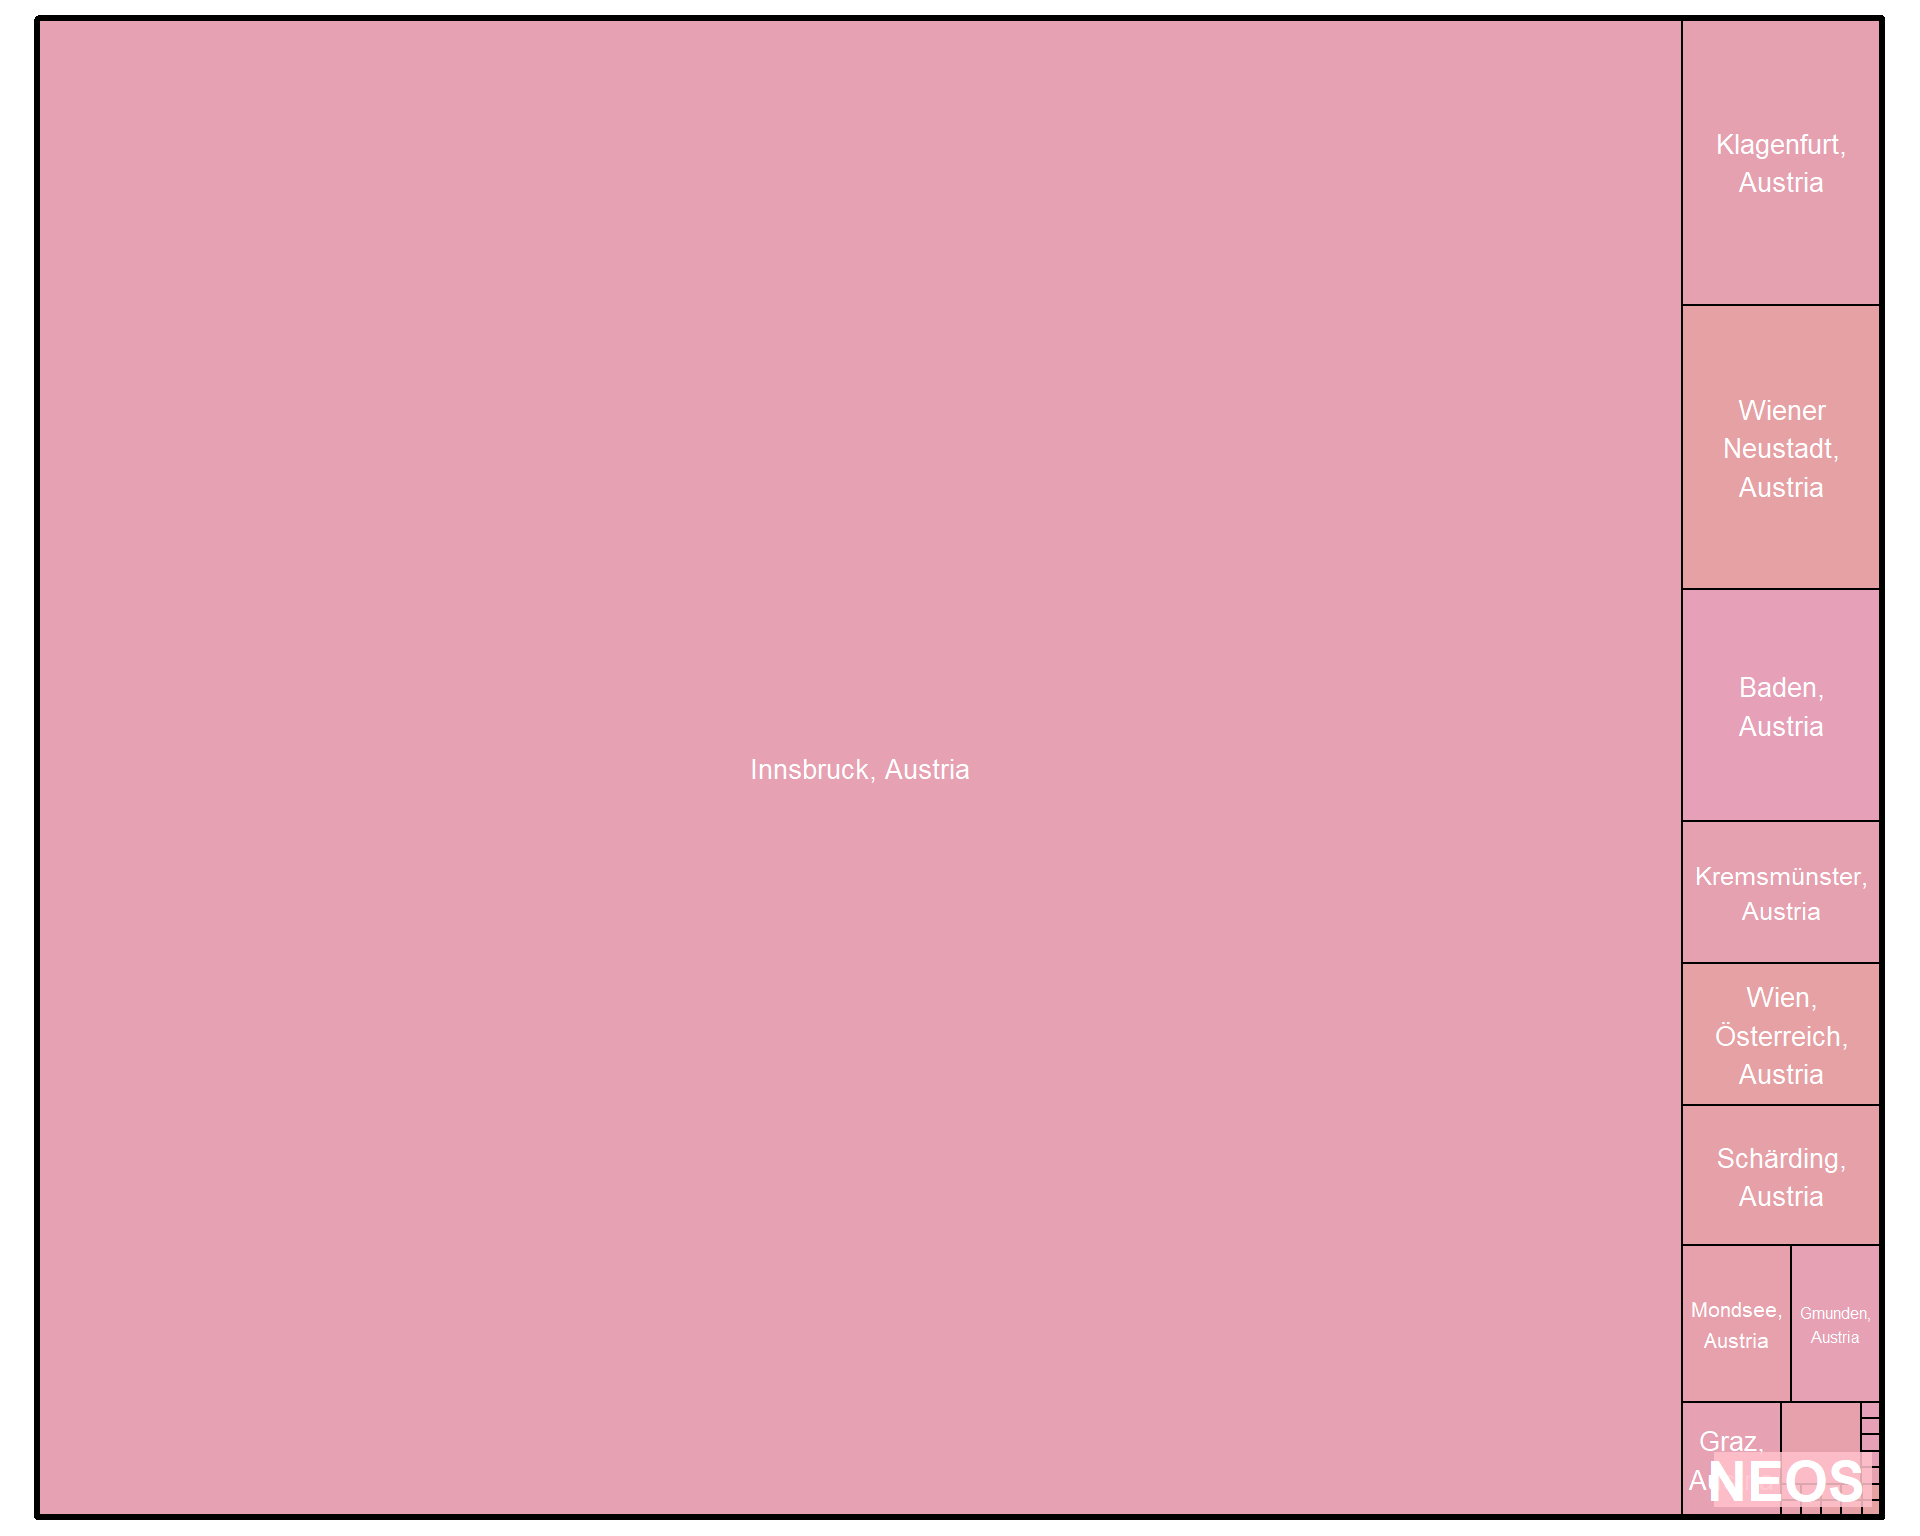 Innsbruck, Austria
Klagenfurt,
Austria
Wiener
Neustadt,
Austria
Baden,
Austria
Kremsmünster,
Austria
Wien,
Österreich,
Austria
Schärding,
Austria
Mondsee,
Austria
Gmunden,
Austria
Graz,
NEOS